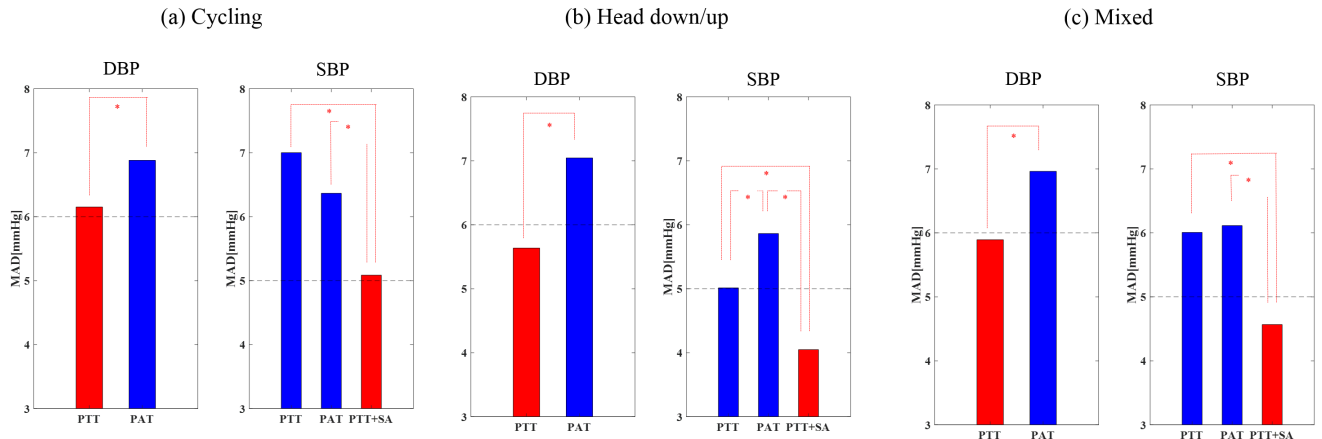 (a) Cycling
(b) Head down/up
(c) Mixed
DBP
SBP
DBP
SBP
DBP
SBP
8
7
6
5
4
3
MAD[mmHg]
*
PTT
PAT
8
7
6
5
4
3
MAD[mmHg]
*
*
PTT
PAT
PTT+SA
8
7
6
5
4
3
MAD[mmHg]
*
PTT
PAT
8
7
6
5
4
3
MAD[mmHg]
*
*
*
PTT
PAT
PTT+SA
8
7
6
5
4
3
MAD[mmHg]
*
PTT
PAT
8
7
6
5
4
3
MAD[mmHg]
*
*
PTT
PAT
PTT+SA